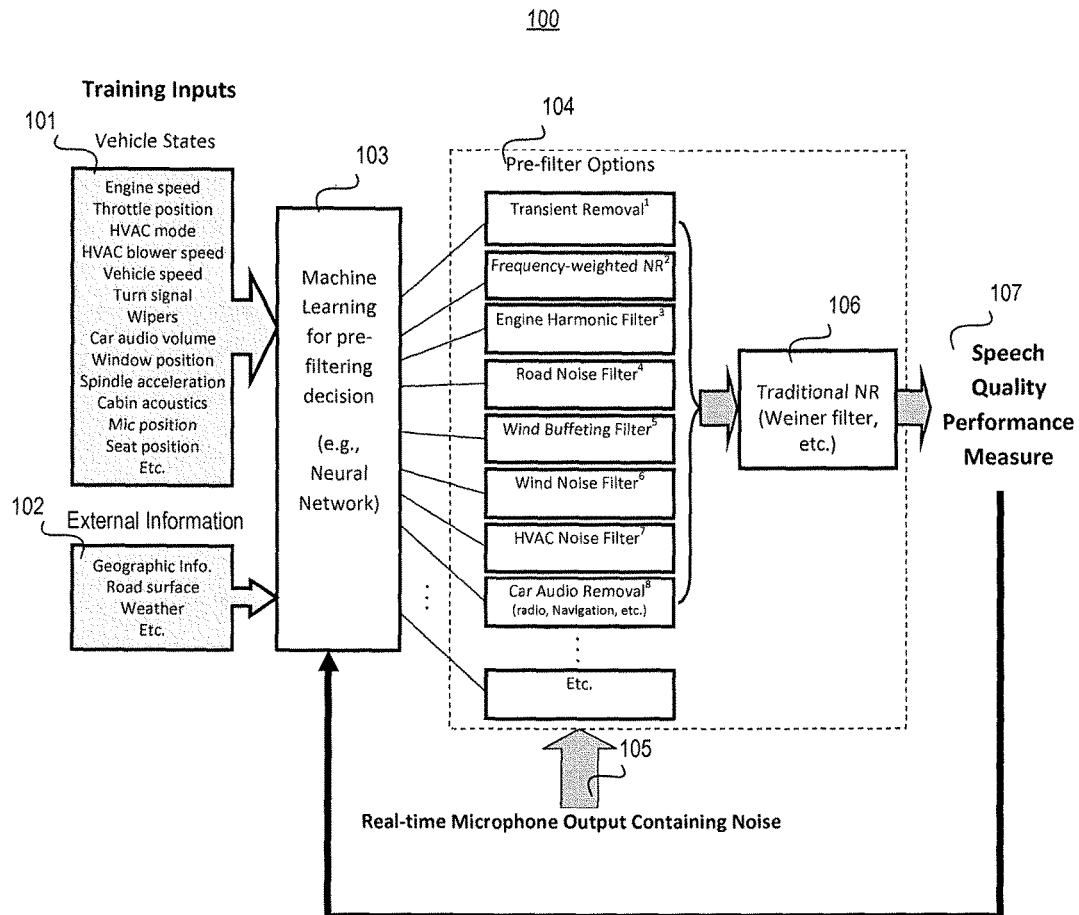 100
Training Inputs
101
Vehicle States
Engine speed
Throttle position
HVAC mode
HVAC blower speed
Vehicle speed
Turn signal
Wipers
Car audio volume
Window position
Spindle acceleration
Cabin acoustics
Mic position
Seat position
Etc.
102
External Information
Geographic Info.
Road surface
Weather
Etc.
103
Machine
Learning
for pre-
filtering
decision
(e.g.,
Neural
Network)
104
Pre-filter Options
Transient Removal¹
Frequency-weighted NR²
Engine Harmonic Filter³
Road Noise Filter⁴
Wind Buffeting Filter⁵
Wind Noise Filter⁶
HVAC Noise Filter⁷
Car Audio Removal⁸
(radio, Navigation, etc.)
Etc.
105
Real-time Microphone Output Containing Noise
106
Traditional NR
(Weiner filter,
etc.)
107
Speech
Quality
Performance
Measure